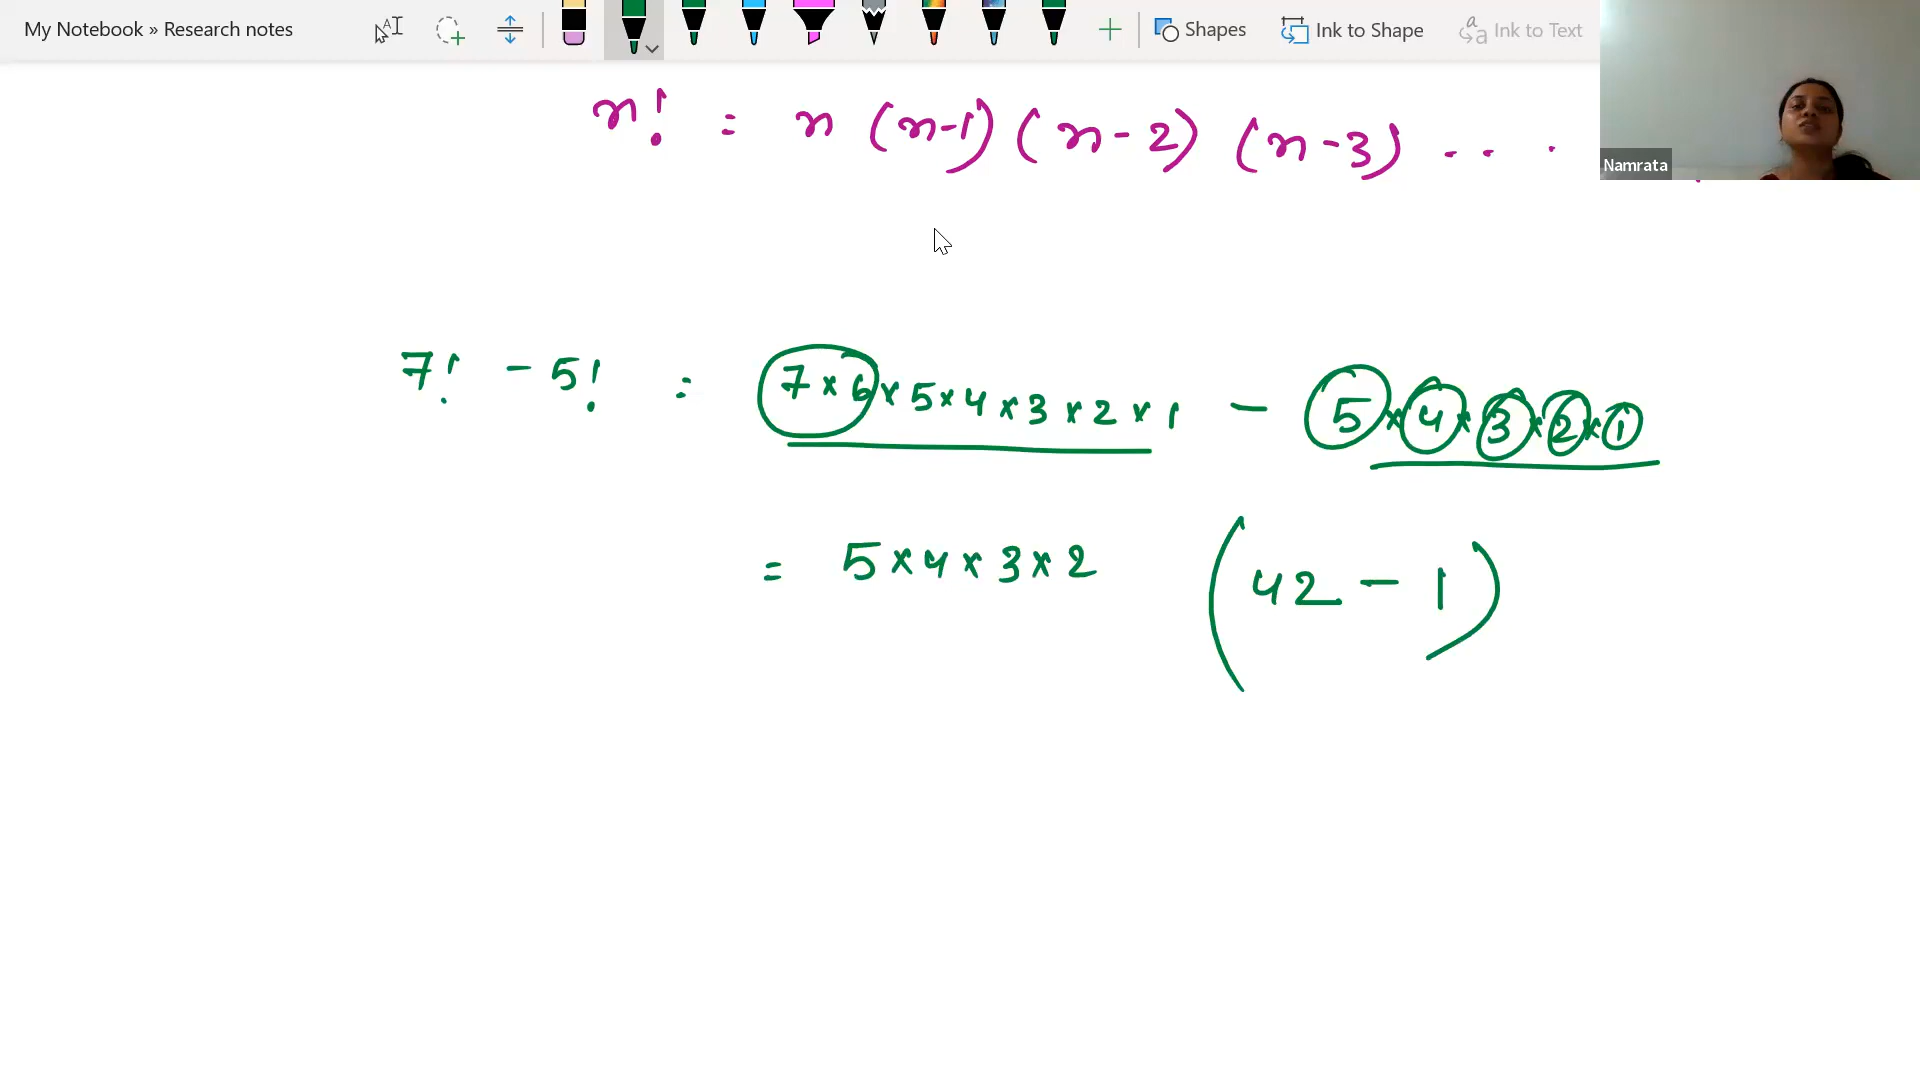 My Notebook » Research notes
Shapes
Ink to Shape
Ink to Text
Namrata
n! = n (n-1) (n-2) (n-3) ... .
7! - 5! = 7×6×5×4×3×2×1 - 5×4×3×2×1
= 5×4×3×2 (42 - 1)